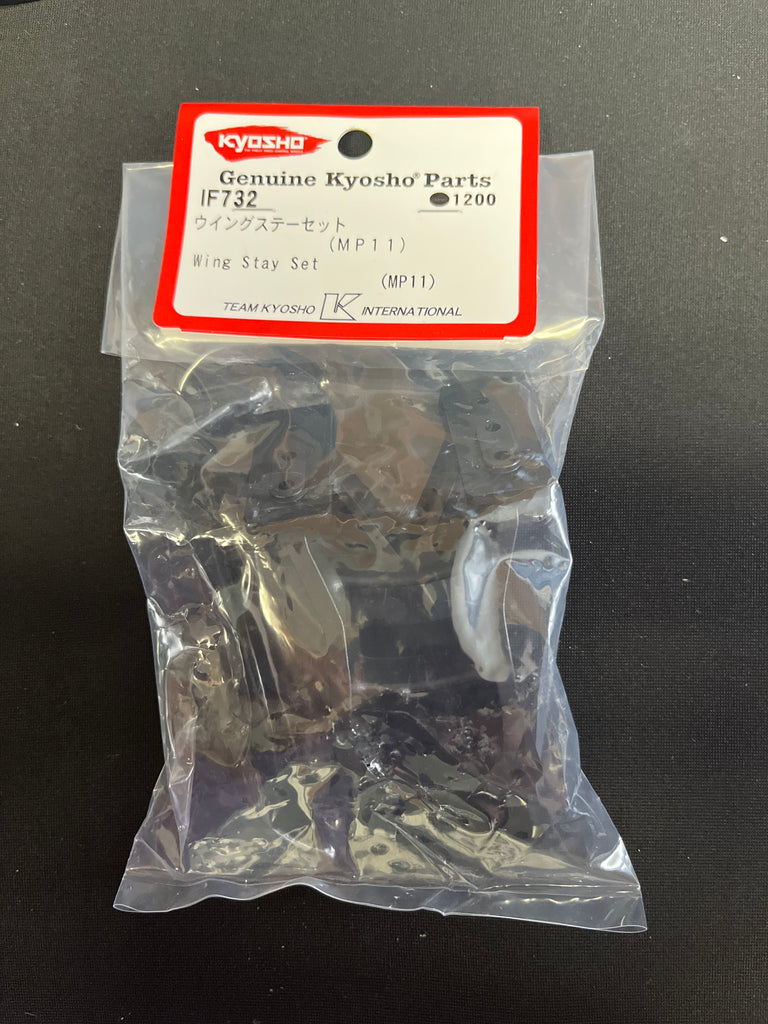 KYOSHO
Genuine Kyosho® Parts
IF732 1200
ウイングステーセット
(MP11)
Wing Stay Set
(MP11)
TEAM KYOSHO K INTERNATIONAL